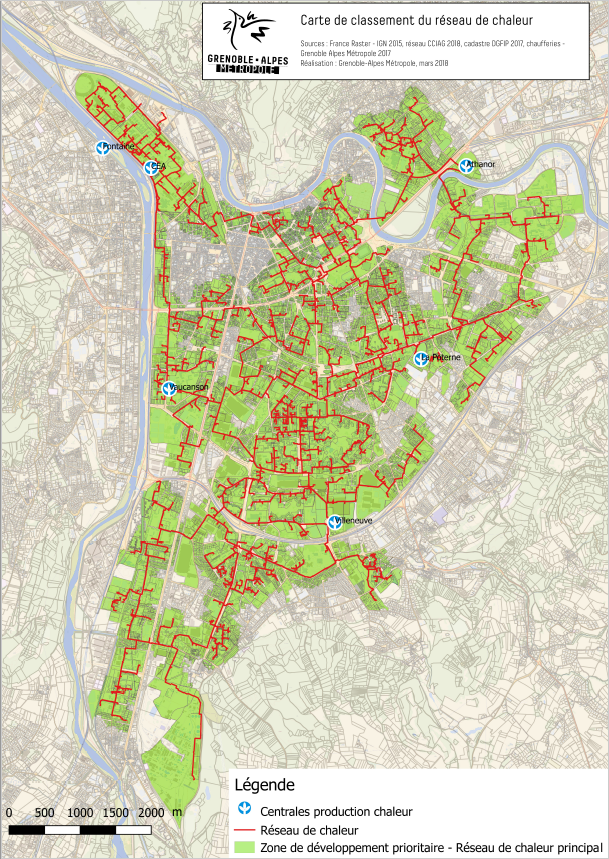 GRENOBLE•ALPES
MÉTROPOLE
Carte de classement du réseau de chaleur
Sources : France Raster - IGN 2015, réseau CCIAG 2018, cadastre DGFIP 2017, chaufferies -
Grenoble Alpes Métropole 2017
Réalisation : Grenoble-Alpes Métropole, mars 2018
Fontaine
CEA
Athanor
La Poterne
Vaucanson
Villeneuve
Légende
Centrales production chaleur
Réseau de chaleur
Zone de développement prioritaire - Réseau de chaleur principal
0 500 1000 1500 2000 m